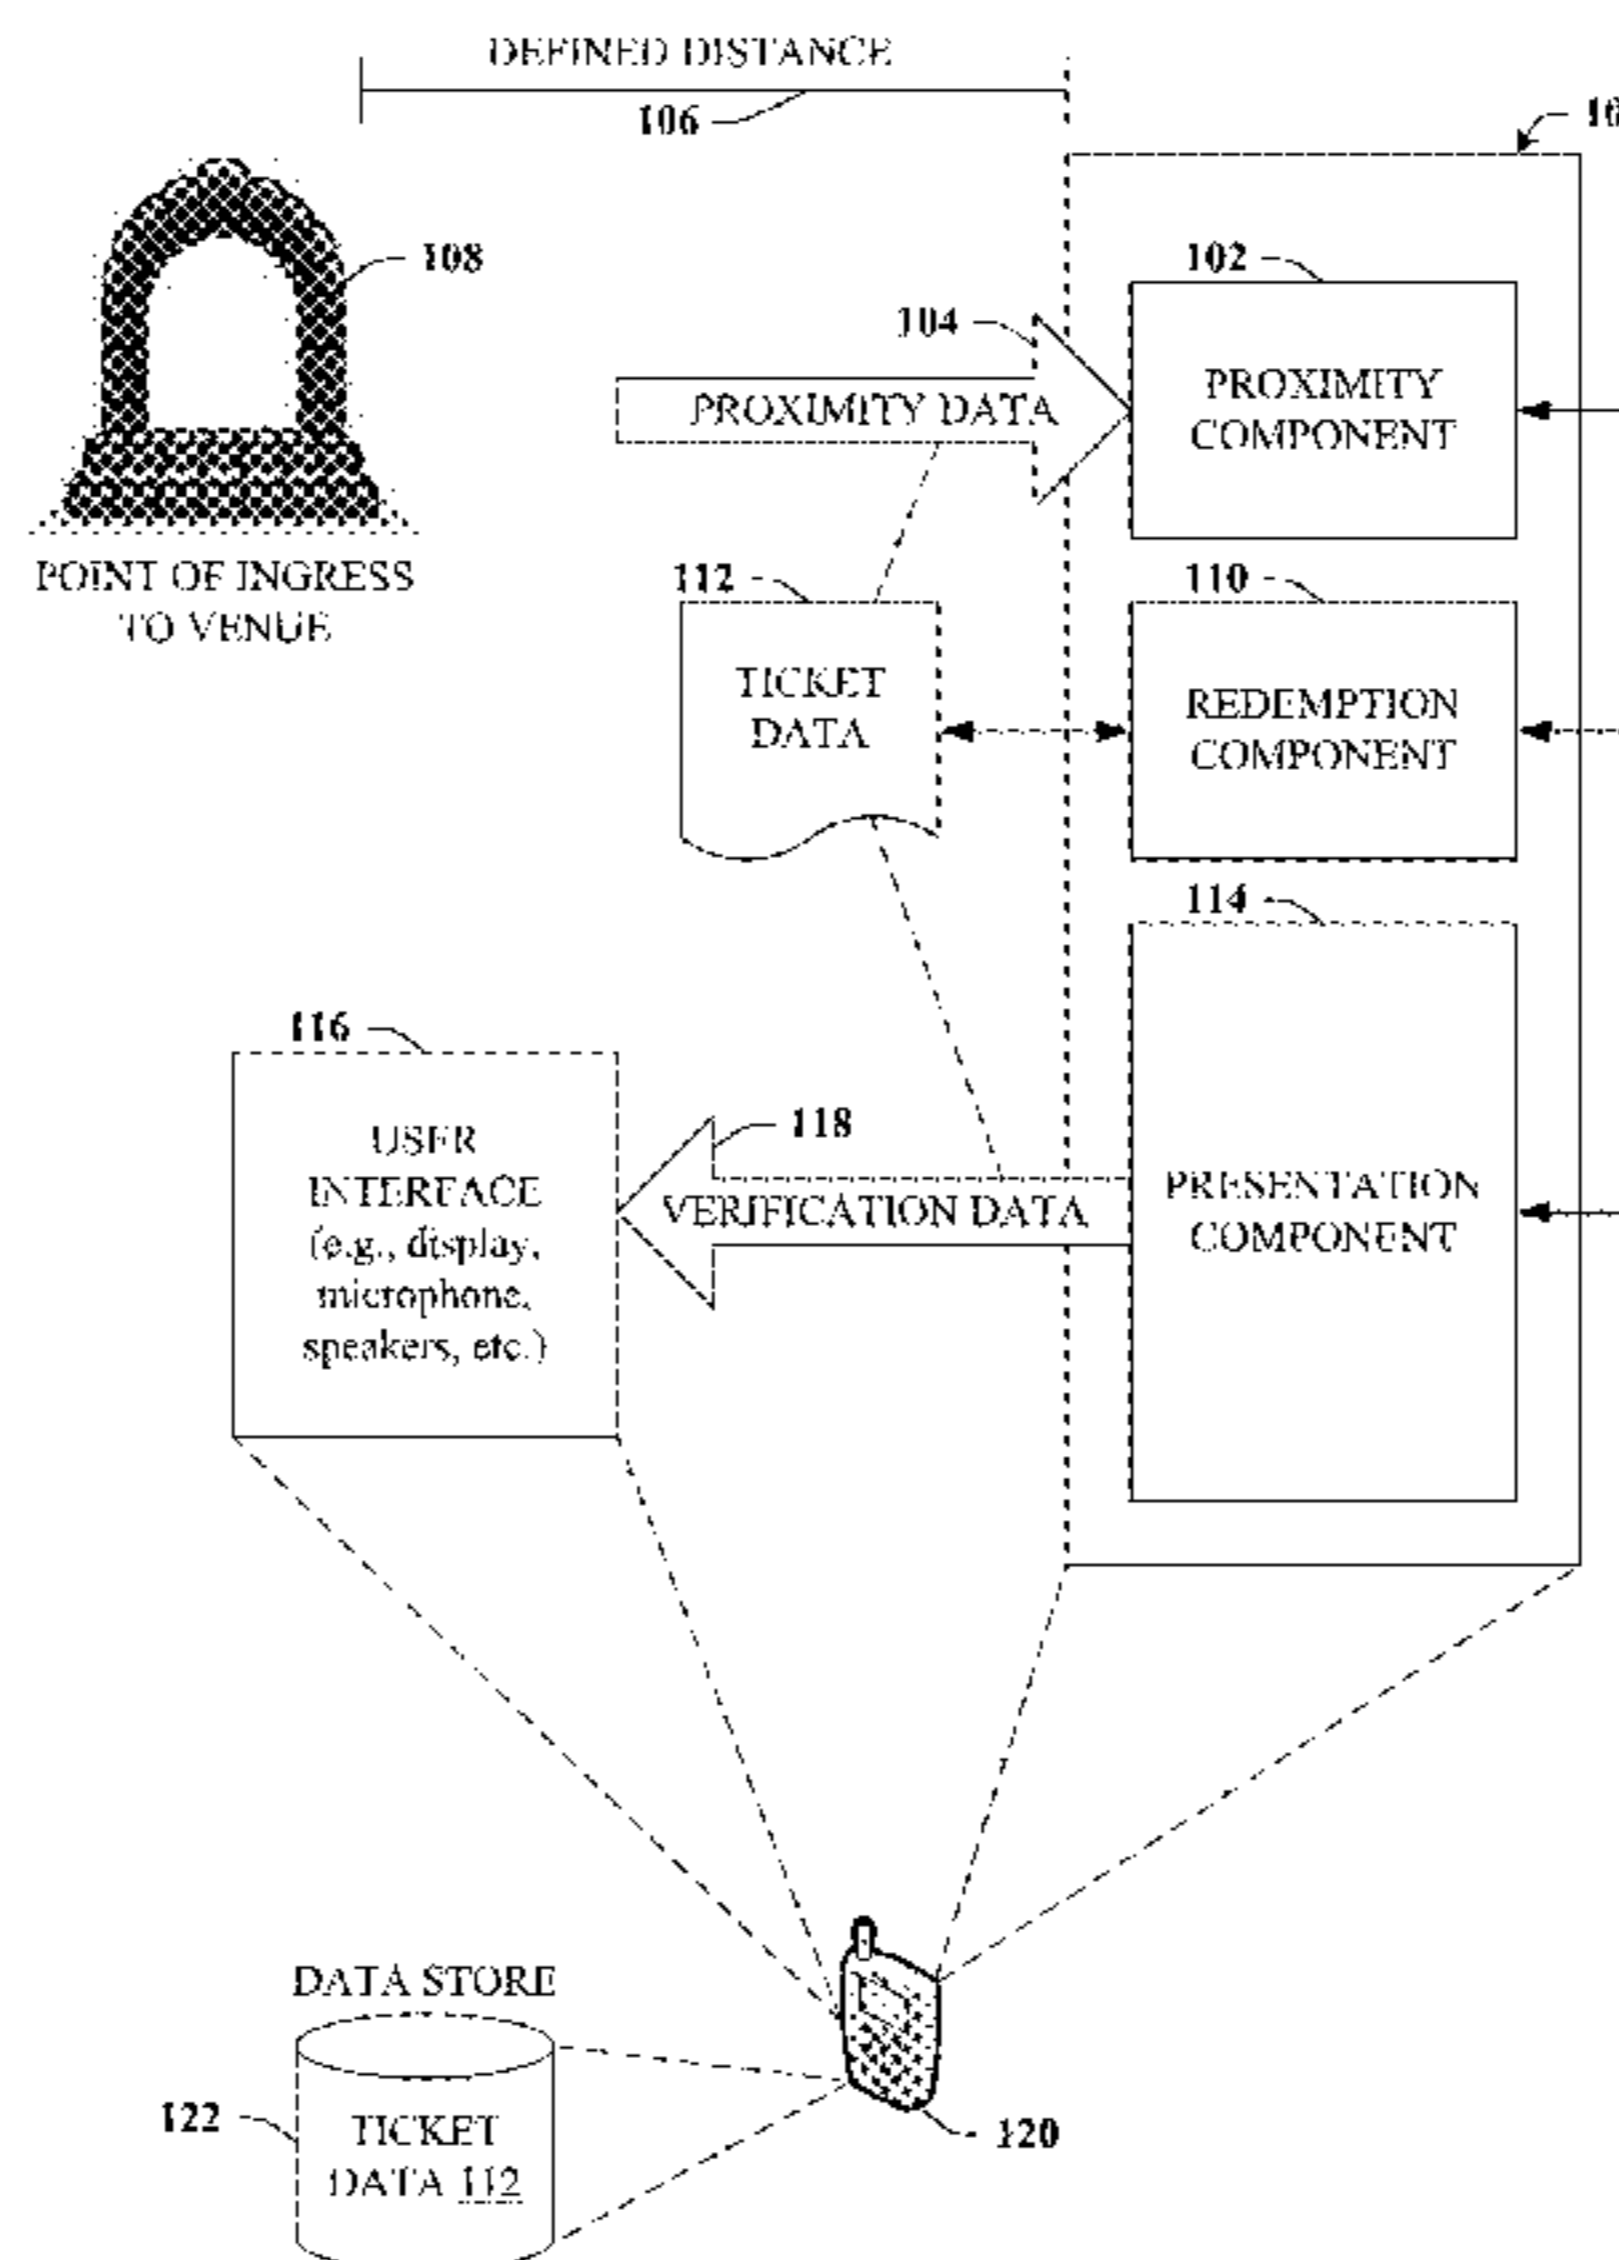 DEFINED DISTANCE
106
108
102
104
PROXIMITY DATA
PROXIMITY
COMPONENT
POINT OF INGRESS
TO VENUE
112
110
TICKET
DATA
REDEMPTION
COMPONENT
114
116
USER
INTERFACE
(e.g., display,
microphone,
speakers, etc.)
118
VERIFICATION DATA
PRESENTATION
COMPONENT
DATA STORE
122
TICKET
DATA 112
120